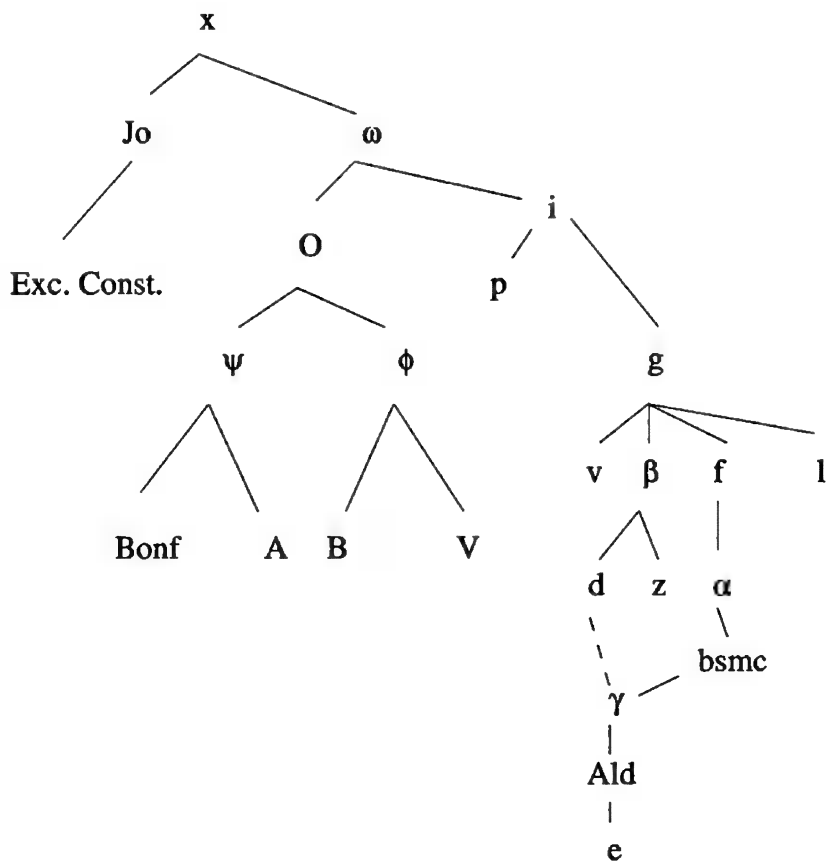 x
Jo ω
i
O
Exc. Const. p
ψ φ g
v β f l
Bonf A B V
d z α
bsmc
γ
Ald
e